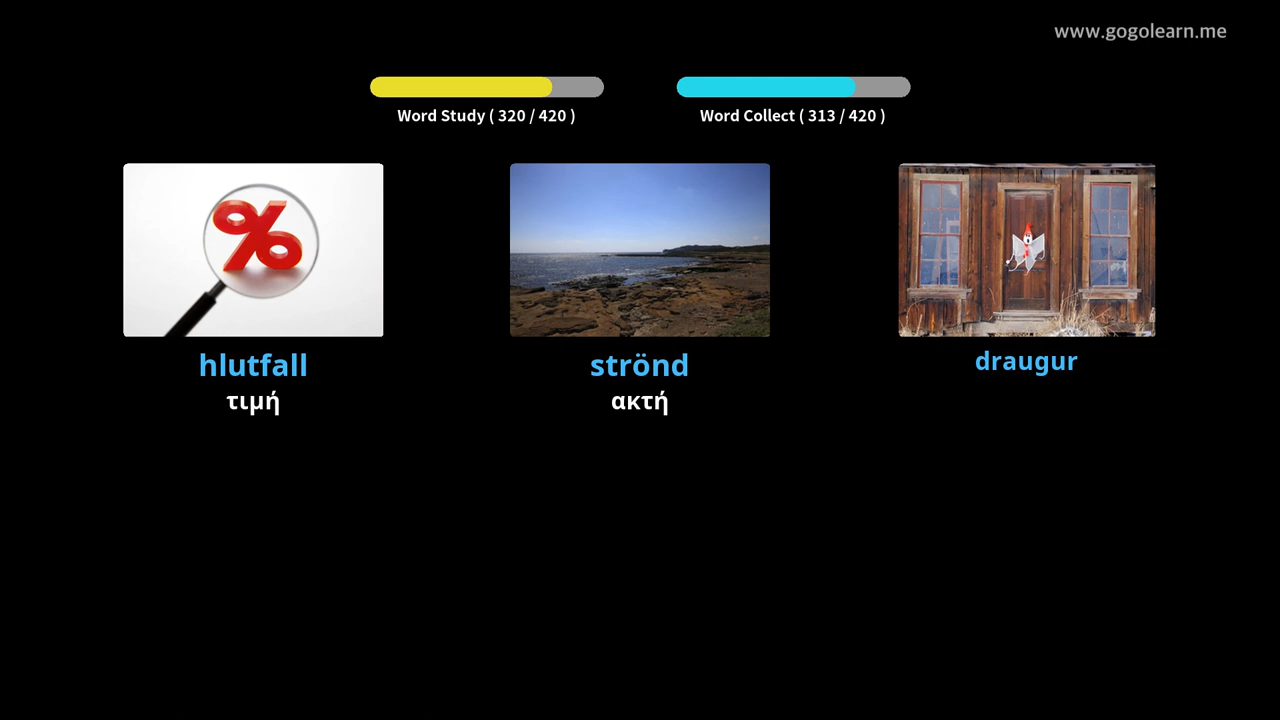 www.gogolearn.me
Word Study ( 320 / 420 )
Word Collect ( 313 / 420 )
%
hlutfall
τιμή
strönd
ακτή
draugur